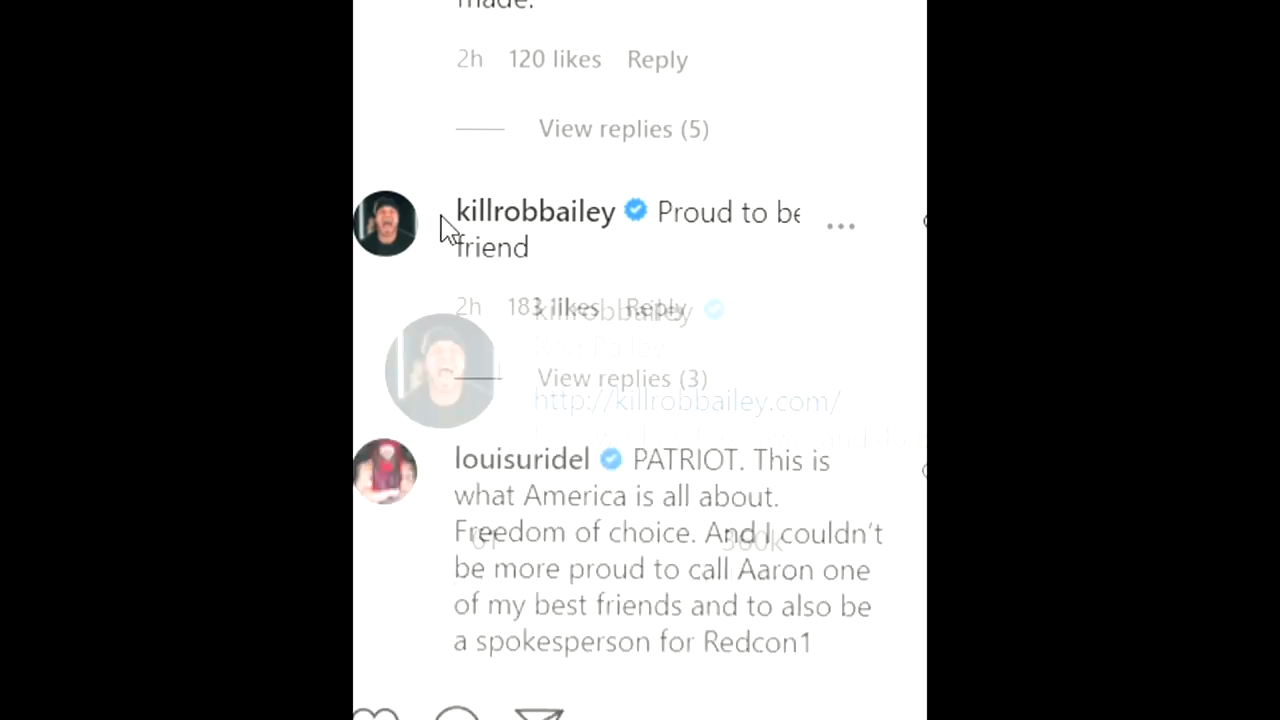 made.
2h 120 likes Reply
View replies (5)
killrobbailey Proud to be
friend
2h 183 likes Reply
killrobbailey
View replies (3)
http://killrobbailey.com/
louisuridel PATRIOT. This is
what America is all about.
Freedom of choice. And I couldn't
be more proud to call Aaron one
of my best friends and to also be
a spokesperson for Redcon1